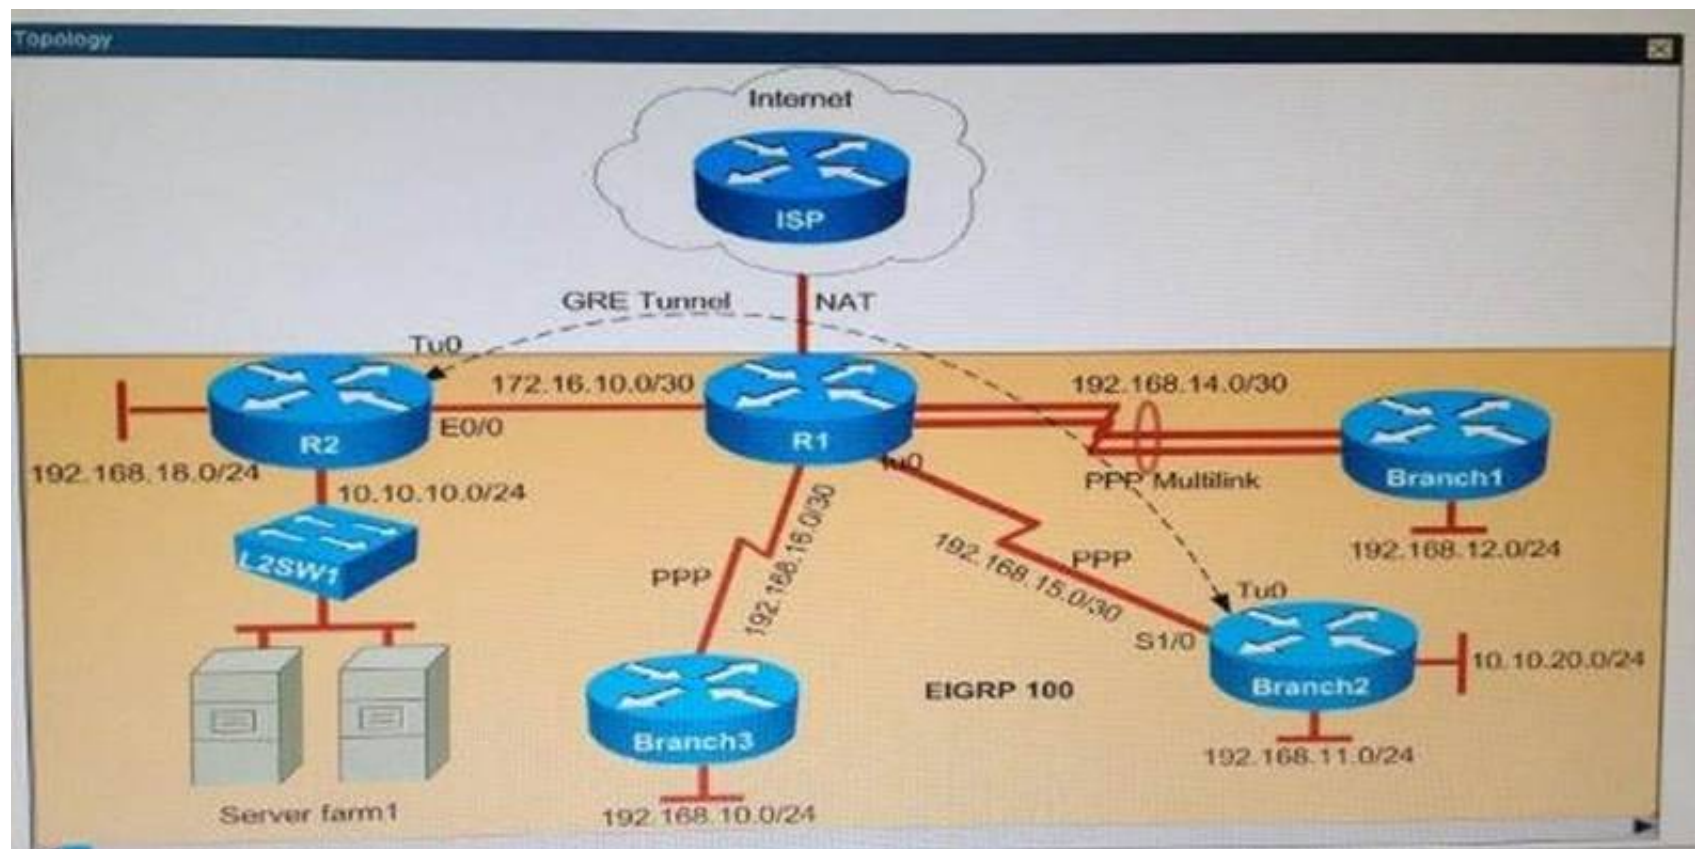 Topology
Internet
ISP
GRE Tunnel
NAT
Tu0
172.16.10.0/30
192.168.14.0/30
R2
E0/0
R1
Tu0
PPP Multilink
Branch1
192.168.18.0/24
10.10.10.0/24
192.168.12.0/24
L2SW1
PPP
192.168.16.0/30
192.168.15.0/30
PPP
Tu0
S1/0
10.10.20.0/24
EIGRP 100
Branch2
Branch3
192.168.11.0/24
Server farm1
192.168.10.0/24